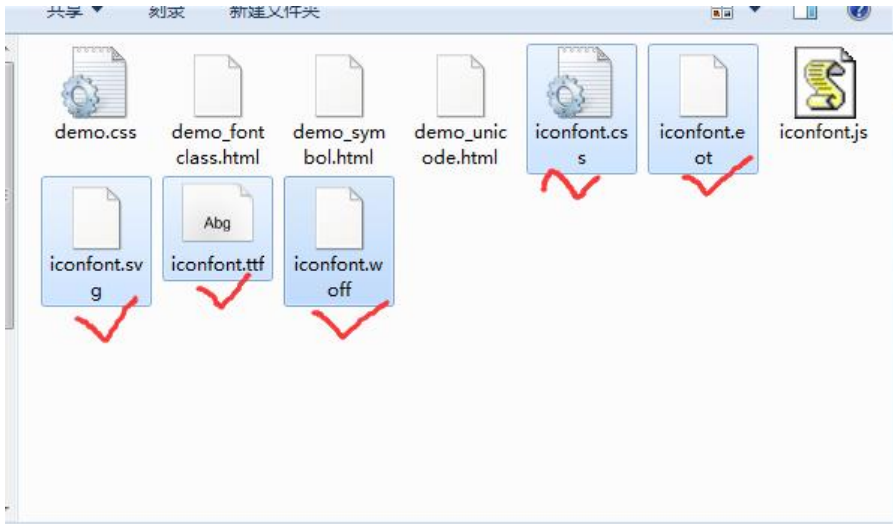 共享 刻录 新建文件夹
demo.css
demo_font
class.html
demo_sym
bol.html
demo_unic
ode.html
iconfont.cs
s
iconfont.e
ot
iconfont.js
iconfont.sv
g
Abg
iconfont.ttf
iconfont.w
off